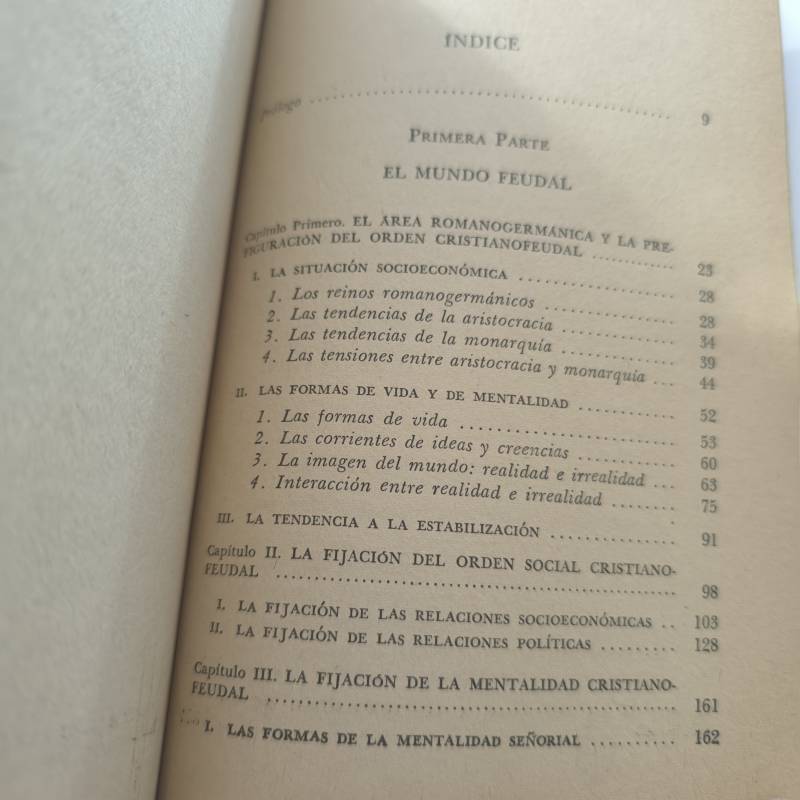 ÍNDICE
Prólogo .......... 9
PRIMERA PARTE
EL MUNDO FEUDAL
Capítulo Primero. EL ÁREA ROMANOGERMÁNICA Y LA PRE-
FIGURACIÓN DEL ORDEN CRISTIANOFEUDAL .......... 23
I. LA SITUACIÓN SOCIOECONÓMICA .......... 28
1. Los reinos romanogermánicos .......... 28
2. Las tendencias de la aristocracia .......... 34
3. Las tendencias de la monarquía .......... 39
4. Las tensiones entre aristocracia y monarquía ... 44
II. LAS FORMAS DE VIDA Y DE MENTALIDAD .......... 52
1. Las formas de vida .......... 53
2. Las corrientes de ideas y creencias .......... 60
3. La imagen del mundo: realidad e irrealidad ... 63
4. Interacción entre realidad e irrealidad ........ 75
III. LA TENDENCIA A LA ESTABILIZACIÓN .......... 91
Capítulo II. LA FIJACIÓN DEL ORDEN SOCIAL CRISTIANO-
FEUDAL .......... 98
I. LA FIJACIÓN DE LAS RELACIONES SOCIOECONÓMICAS .. 103
II. LA FIJACIÓN DE LAS RELACIONES POLÍTICAS ......... 128
Capítulo III. LA FIJACIÓN DE LA MENTALIDAD CRISTIANO-
FEUDAL .......... 161
I. LAS FORMAS DE LA MENTALIDAD SEÑORIAL .......... 162